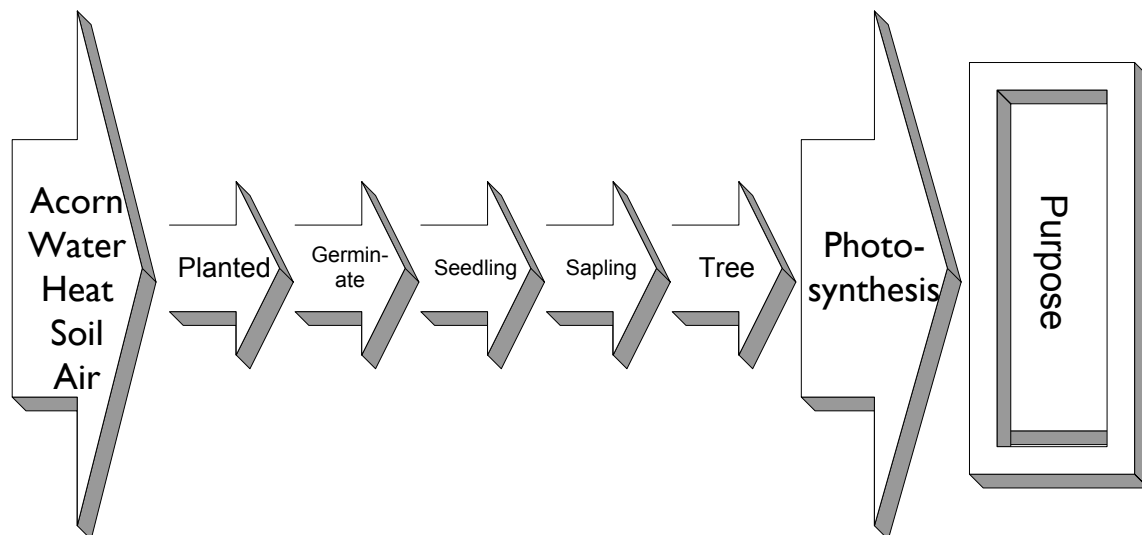 Acorn
Water
Heat
Soil
Air
Planted
Germin-
ate
Seedling
Sapling
Tree
Photo-
synthesis
Purpose